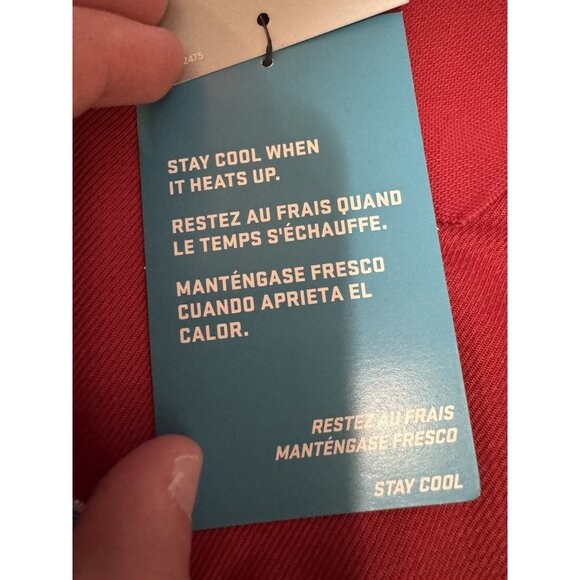 2475
STAY COOL WHEN
IT HEATS UP.
RESTEZ AU FRAIS QUAND
LE TEMPS S'ÉCHAUFFE.
MANTÉNGASE FRESCO
CUANDO APRIETA EL
CALOR.
RESTEZ AU FRAIS
MANTÉNGASE FRESCO
STAY COOL